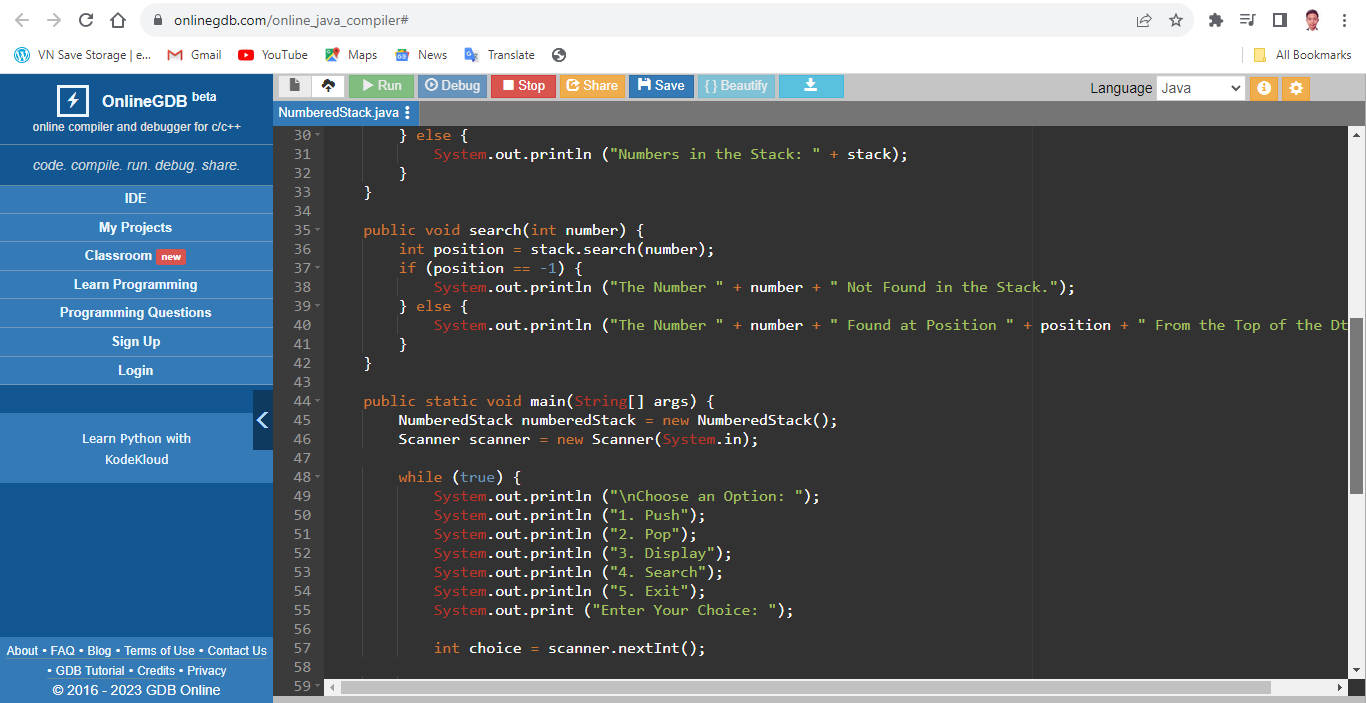 onlinegdb.com/online_java_compiler#
VN Save Storage | e... Gmail YouTube Maps News Translate All Bookmarks
OnlineGDB beta
online compiler and debugger for c/c++
code. compile. run. debug. share.
IDE
My Projects
Classroom new
Learn Programming
Programming Questions
Sign Up
Login
Learn Python with
KodeKloud
About • FAQ • Blog • Terms of Use • Contact Us
• GDB Tutorial • Credits • Privacy
© 2016 - 2023 GDB Online
Run Debug Stop Share Save { } Beautify Language Java
NumberedStack.java
30 } else {
31 System.out.println ("Numbers in the Stack: " + stack);
32 }
33 }
34
35 public void search(int number) {
36 int position = stack.search(number);
37 if (position == -1) {
38 System.out.println ("The Number " + number + " Not Found in the Stack.");
39 } else {
40 System.out.println ("The Number " + number + " Found at Position " + position + " From the Top of the Dt
41 }
42 }
43
44 public static void main(String[] args) {
45 NumberedStack numberedStack = new NumberedStack();
46 Scanner scanner = new Scanner(System.in);
47
48 while (true) {
49 System.out.println ("\nChoose an Option: ");
50 System.out.println ("1. Push");
51 System.out.println ("2. Pop");
52 System.out.println ("3. Display");
53 System.out.println ("4. Search");
54 System.out.println ("5. Exit");
55 System.out.print ("Enter Your Choice: ");
56
57 int choice = scanner.nextInt();
58
59